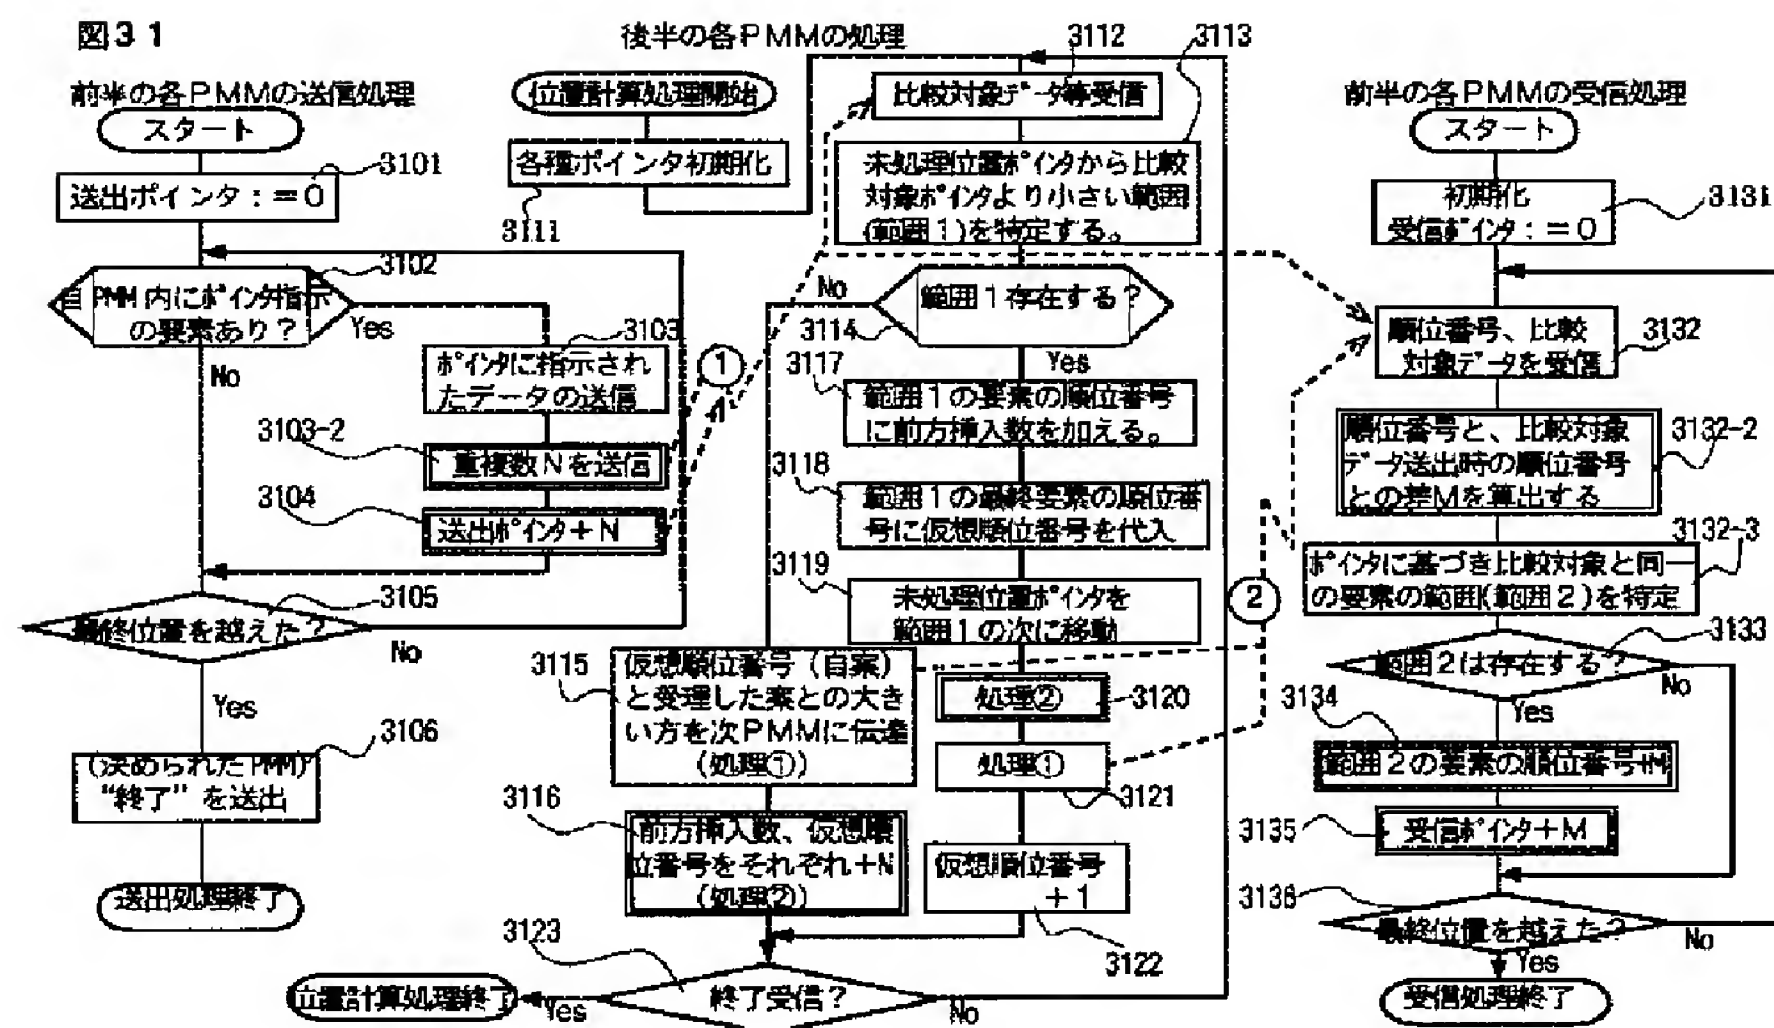 図31
前半の各PMMの送信処理
スタート
3101
送出ポインタ:=0
3102
自PMM内にポインタ指示
の要素あり?
Yes
No
3103
ポインタに指示され
たデータの送信
①
3103-2
重複数Nを送信
3104
送出ポインタ+N
3105
最終位置を越えた?
No
Yes
3106
(決められたPMM)
“終了”を送出
送出処理終了
後半の各PMMの処理
位置計算処理開始
各種ポインタ初期化
3111
3112
比較対象データ等受信
3113
未処理位置ポインタから比較
対象ポインタより小さい範囲
(範囲1)を特定する。
No
範囲1存在する?
3114
Yes
3117
範囲1の要素の順位番号
に前方挿入数を加える。
3118
範囲1の最終要素の順位番
号に仮想順位番号を代入
3119
未処理位置ポインタを
範囲1の次に移動
②
3115
仮想順位番号(自案)
と受理した案との大き
い方を次PMMに伝達
(処理①)
処理②
3120
処理①
3121
3116
前方挿入数、仮想順
位番号をそれぞれ+N
(処理②)
仮想順位番号
+1
3122
3123
終了受信?
Yes
No
位置計算処理終了
前半の各PMMの受信処理
スタート
初期化
受信ポインタ:=0
3131
順位番号、比較
対象データを受信
3132
順位番号と、比較対象
データ送出時の順位番号
との差Mを算出する
3132-2
3132-3
ポインタに基づき比較対象と同一
の要素の範囲(範囲2)を特定
3133
範囲2は存在する?
No
Yes
3134
範囲2の要素の順位番号+M
3135
受信ポインタ+M
3136
最終位置を越えた?
No
Yes
受信処理終了